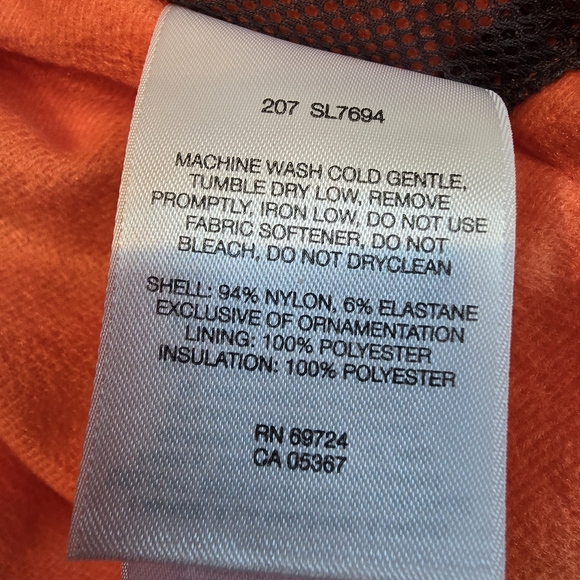 207 SL7694
MACHINE WASH COLD GENTLE,
TUMBLE DRY LOW, REMOVE
PROMPTLY, IRON LOW, DO NOT USE
FABRIC SOFTENER, DO NOT
BLEACH, DO NOT DRYCLEAN
SHELL: 94% NYLON, 6% ELASTANE
EXCLUSIVE OF ORNAMENTATION
LINING: 100% POLYESTER
INSULATION: 100% POLYESTER
RN 69724
CA 05367